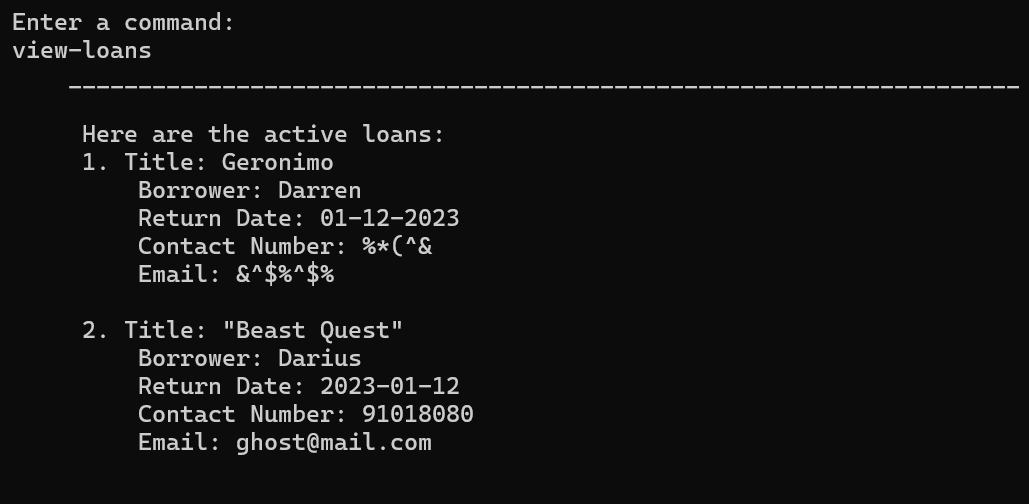 Enter a command:
view-loans
____________________________________________________________________
Here are the active loans:
1. Title: Geronimo
Borrower: Darren
Return Date: 01-12-2023
Contact Number: %*(^&
Email: &^$%^$%
2. Title: "Beast Quest"
Borrower: Darius
Return Date: 2023-01-12
Contact Number: 91018080
Email: ghost@mail.com